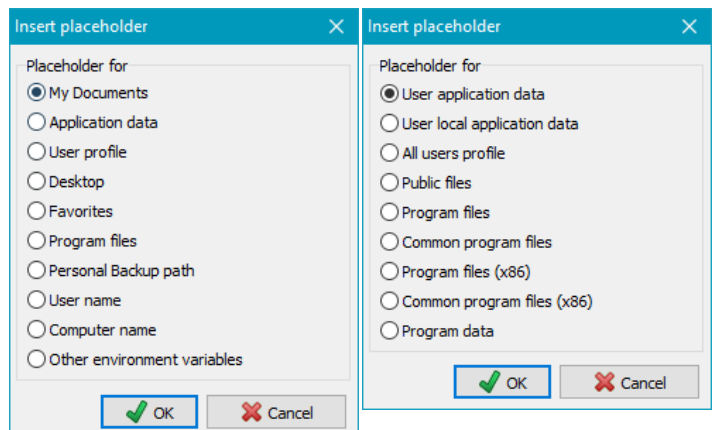 Insert placeholder
Placeholder for
My Documents
Application data
User profile
Desktop
Favorites
Program files
Personal Backup path
User name
Computer name
Other environment variables
OK
Cancel
Insert placeholder
Placeholder for
User application data
User local application data
All users profile
Public files
Program files
Common program files
Program files (x86)
Common program files (x86)
Program data
OK
Cancel